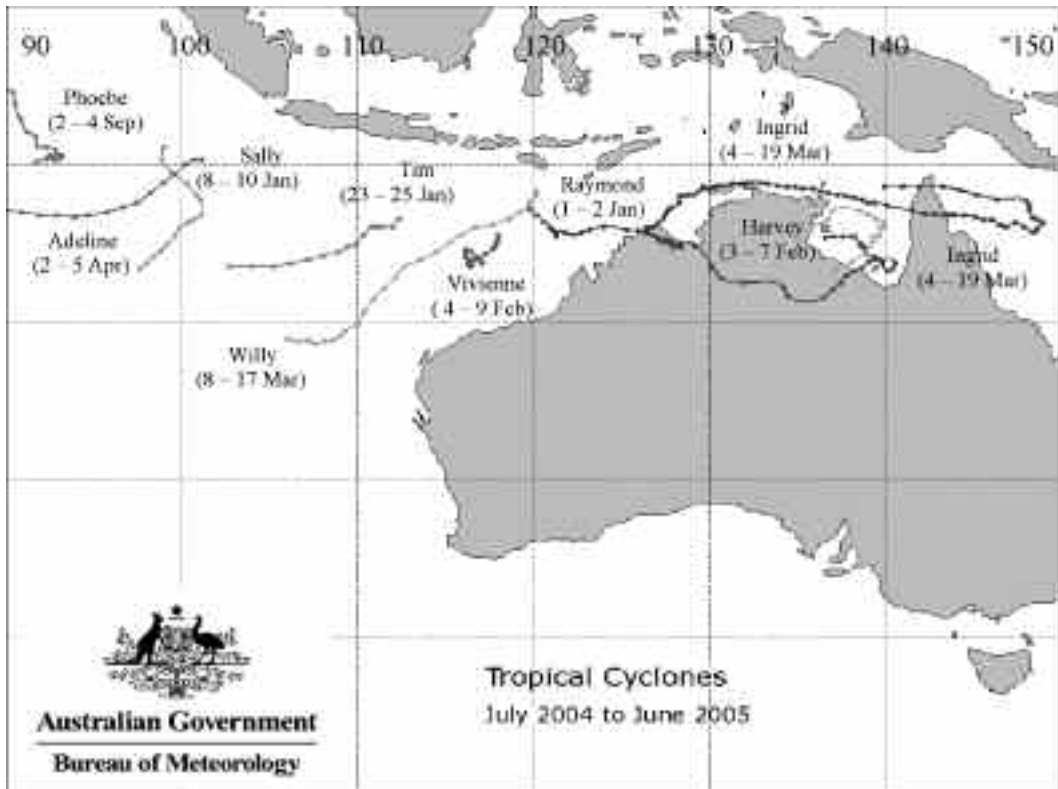 90 100 110 120 130 140 150
Phoebe
(2 – 4 Sep)
Ingrid
(4 – 19 Mar)
Sally
(8 – 10 Jan)
Tim
(23 – 25 Jan)
Raymond
(1 – 2 Jan)
Adeline
(2 – 5 Apr)
Harvey
(3 – 7 Feb)
Ingrid
(4 – 19 Mar)
Vivienne
(4 – 9 Feb)
Willy
(8 – 17 Mar)
Tropical Cyclones
July 2004 to June 2005
Australian Government
Bureau of Meteorology